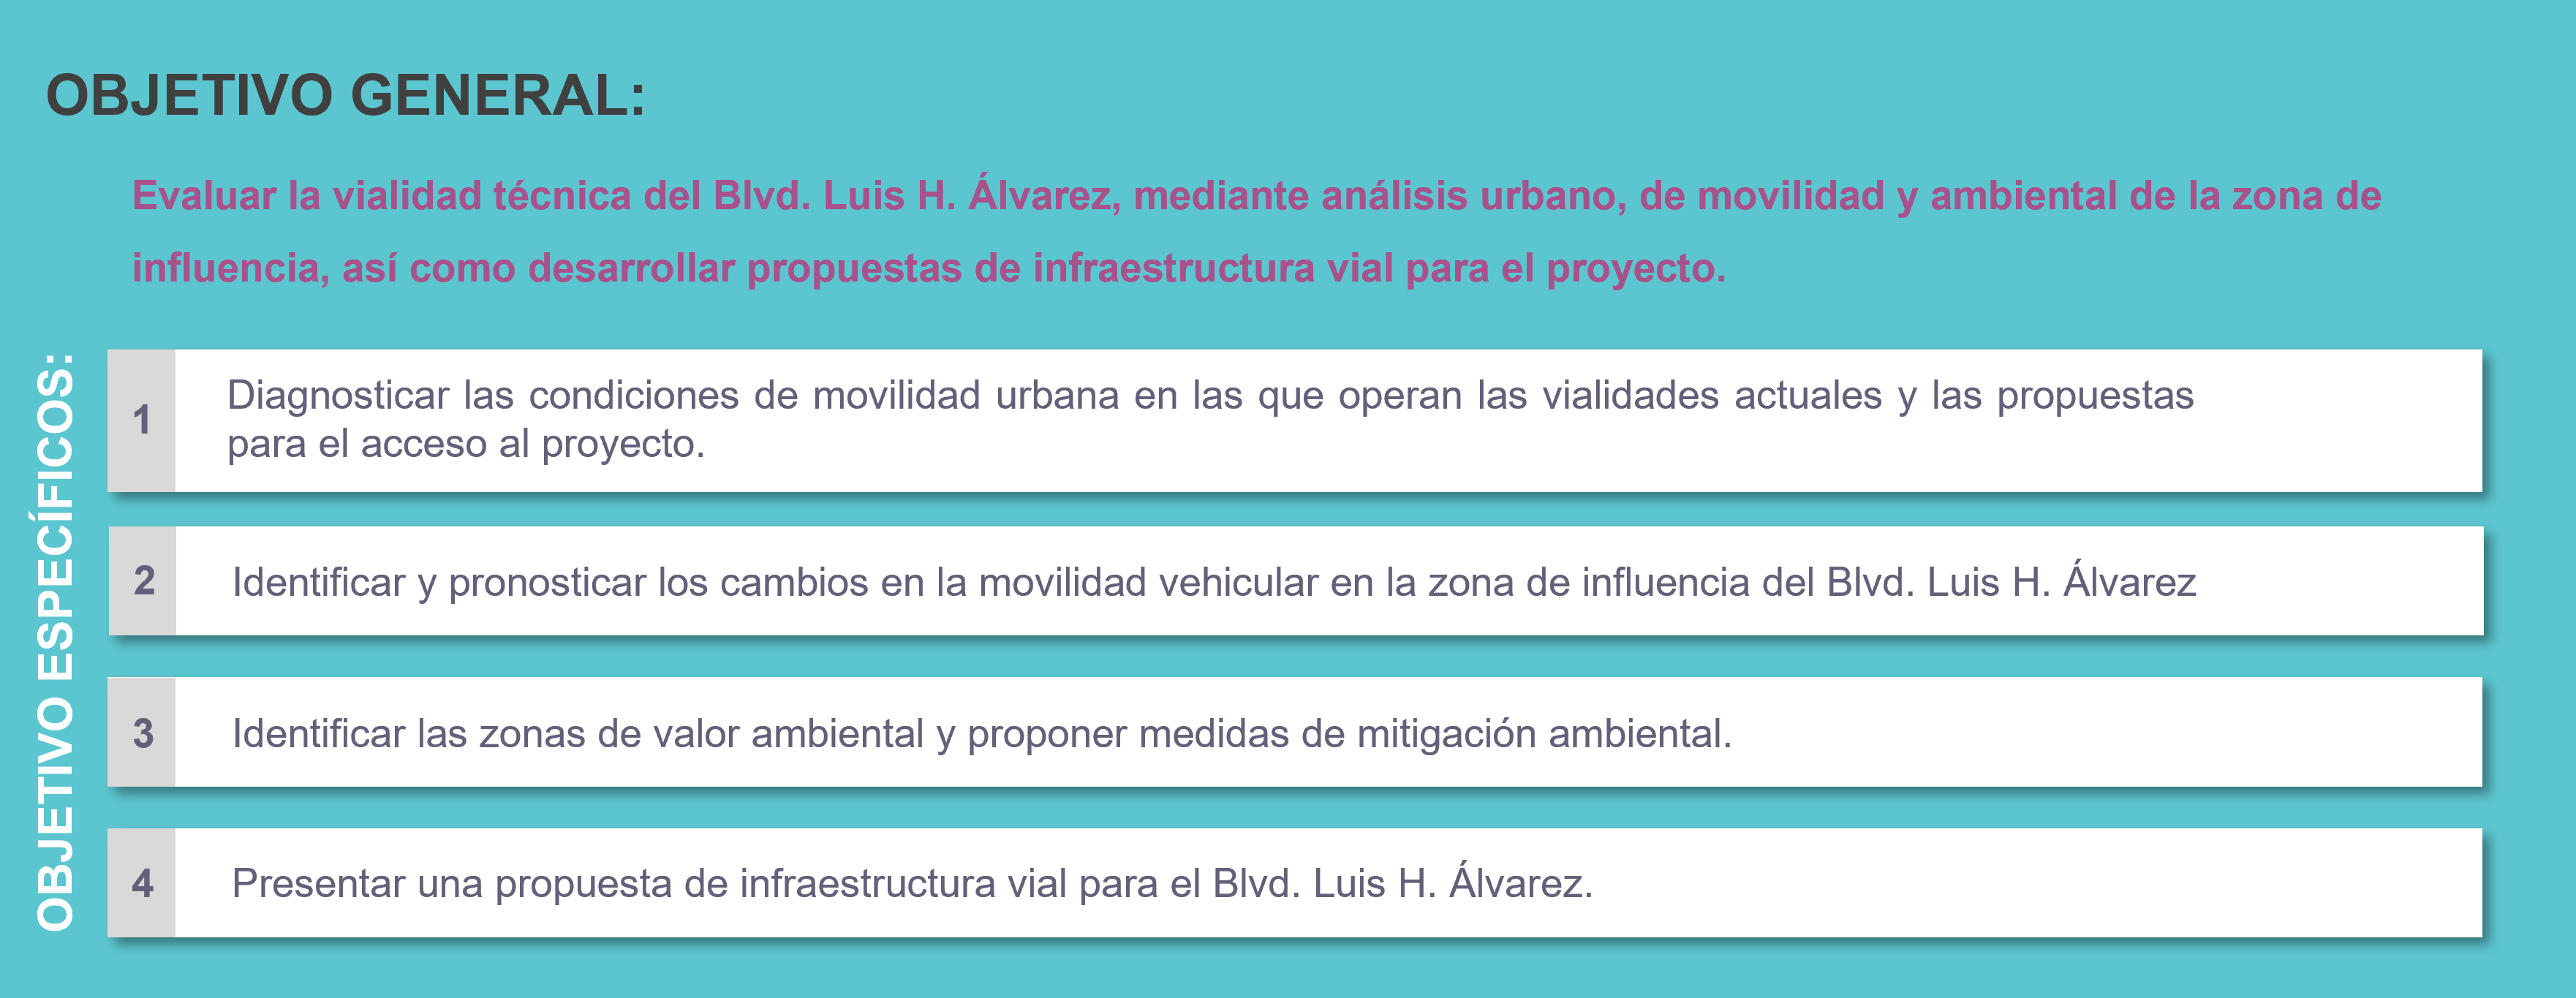 OBJETIVO GENERAL:
Evaluar la vialidad técnica del Blvd. Luis H. Álvarez, mediante análisis urbano, de movilidad y ambiental de la zona de
influencia, así como desarrollar propuestas de infraestructura vial para el proyecto.
OBJETIVO ESPECÍFICOS:
1
Diagnosticar las condiciones de movilidad urbana en las que operan las vialidades actuales y las propuestas
para el acceso al proyecto.
2
Identificar y pronosticar los cambios en la movilidad vehicular en la zona de influencia del Blvd. Luis H. Álvarez
3
Identificar las zonas de valor ambiental y proponer medidas de mitigación ambiental.
4
Presentar una propuesta de infraestructura vial para el Blvd. Luis H. Álvarez.